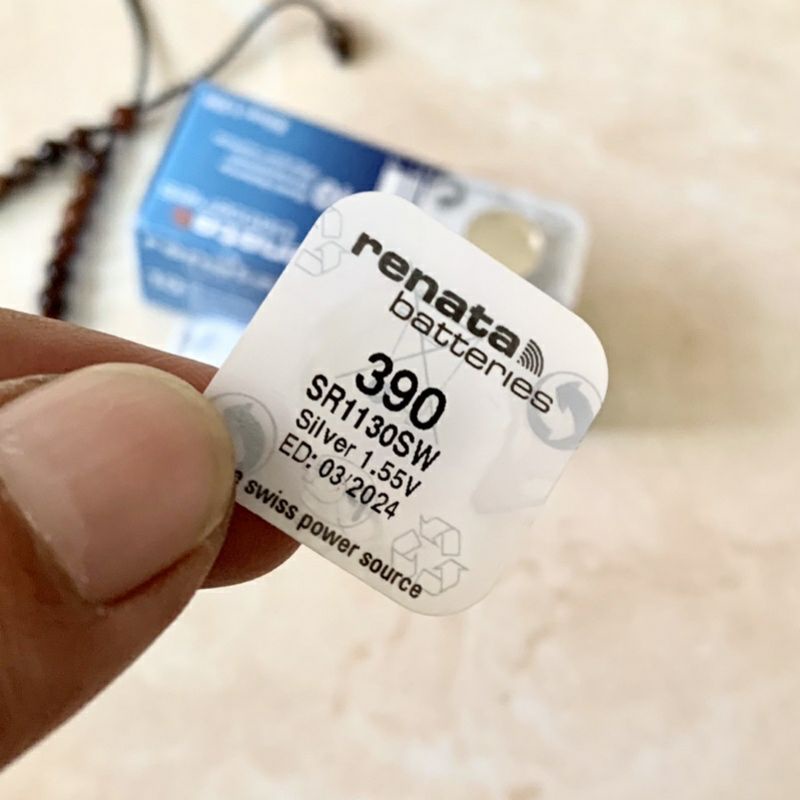 renata
batteries
390
SR1130SW
Silver 1.55V
ED: 03/2024
swiss power source